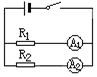 R₁ A₁
R₂ A₂